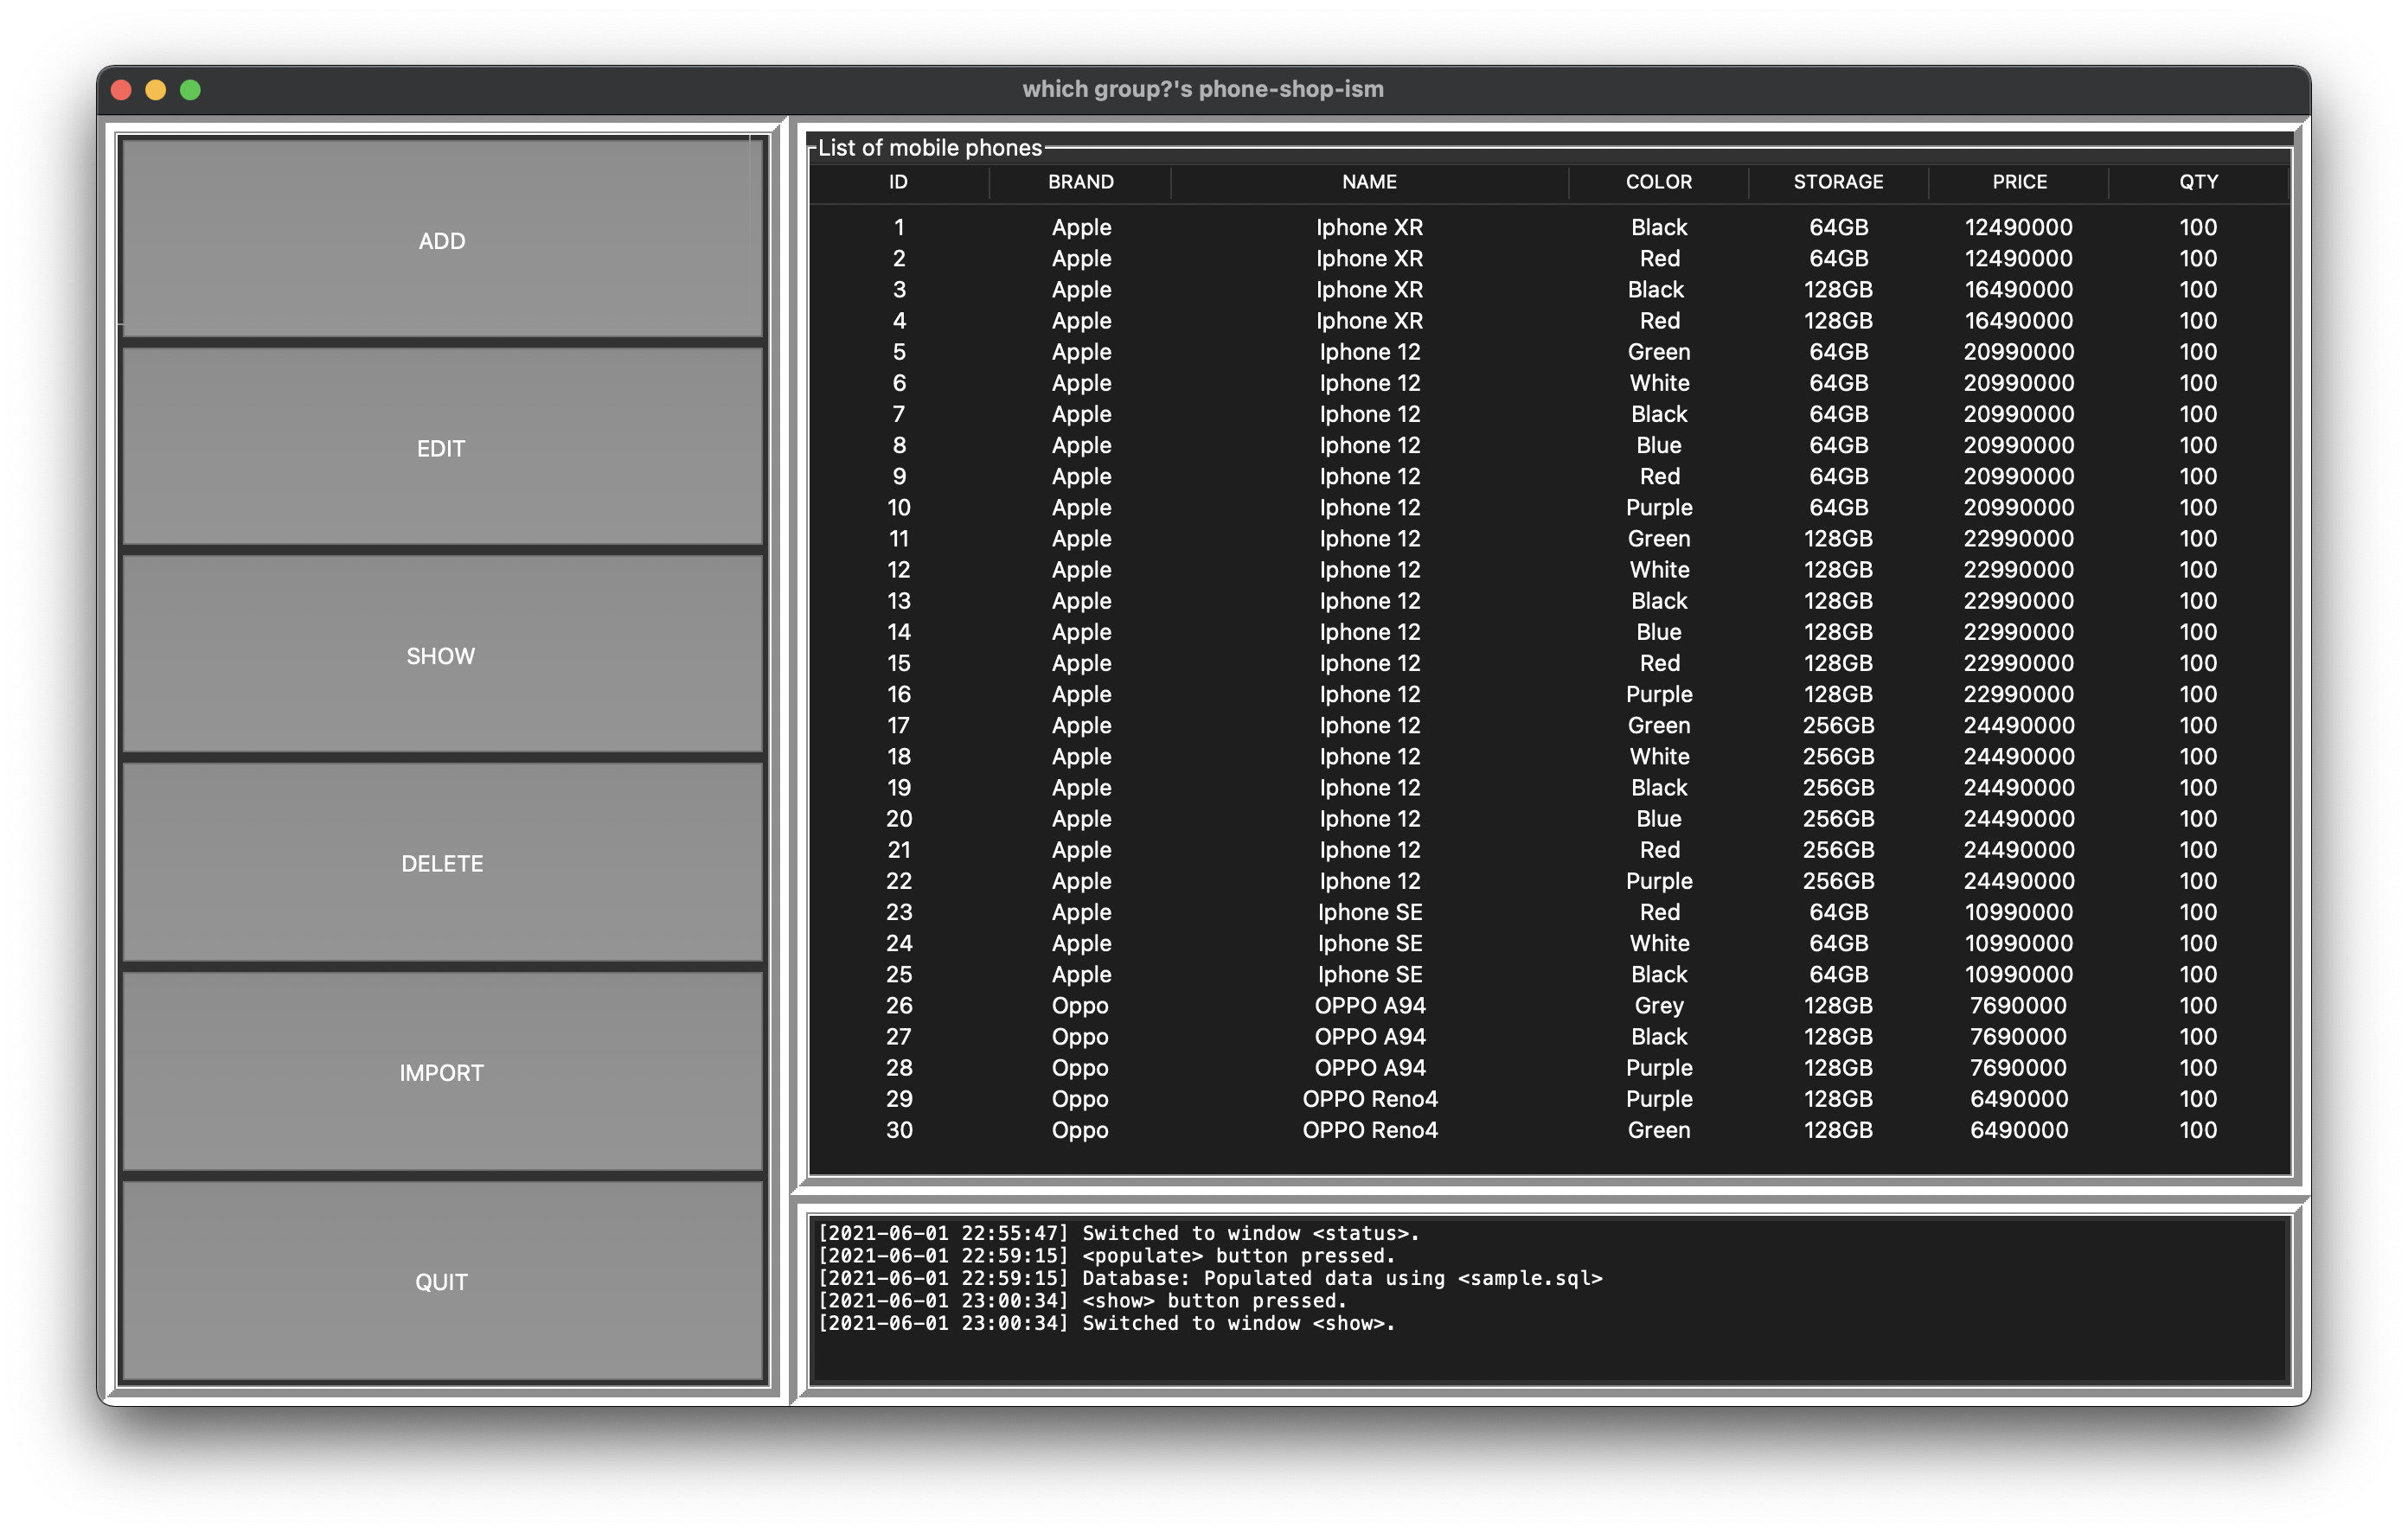 which group?'s phone-shop-ism
ADD
EDIT
SHOW
DELETE
IMPORT
QUIT
List of mobile phones
ID BRAND NAME COLOR STORAGE PRICE QTY
1 Apple Iphone XR Black 64GB 12490000 100
2 Apple Iphone XR Red 64GB 12490000 100
3 Apple Iphone XR Black 128GB 16490000 100
4 Apple Iphone XR Red 128GB 16490000 100
5 Apple Iphone 12 Green 64GB 20990000 100
6 Apple Iphone 12 White 64GB 20990000 100
7 Apple Iphone 12 Black 64GB 20990000 100
8 Apple Iphone 12 Blue 64GB 20990000 100
9 Apple Iphone 12 Red 64GB 20990000 100
10 Apple Iphone 12 Purple 64GB 20990000 100
11 Apple Iphone 12 Green 128GB 22990000 100
12 Apple Iphone 12 White 128GB 22990000 100
13 Apple Iphone 12 Black 128GB 22990000 100
14 Apple Iphone 12 Blue 128GB 22990000 100
15 Apple Iphone 12 Red 128GB 22990000 100
16 Apple Iphone 12 Purple 128GB 22990000 100
17 Apple Iphone 12 Green 256GB 24490000 100
18 Apple Iphone 12 White 256GB 24490000 100
19 Apple Iphone 12 Black 256GB 24490000 100
20 Apple Iphone 12 Blue 256GB 24490000 100
21 Apple Iphone 12 Red 256GB 24490000 100
22 Apple Iphone 12 Purple 256GB 24490000 100
23 Apple Iphone SE Red 64GB 10990000 100
24 Apple Iphone SE White 64GB 10990000 100
25 Apple Iphone SE Black 64GB 10990000 100
26 Oppo OPPO A94 Grey 128GB 7690000 100
27 Oppo OPPO A94 Black 128GB 7690000 100
28 Oppo OPPO A94 Purple 128GB 7690000 100
29 Oppo OPPO Reno4 Purple 128GB 6490000 100
30 Oppo OPPO Reno4 Green 128GB 6490000 100
[2021-06-01 22:55:47] Switched to window <status>.
[2021-06-01 22:59:15] <populate> button pressed.
[2021-06-01 22:59:15] Database: Populated data using <sample.sql>
[2021-06-01 23:00:34] <show> button pressed.
[2021-06-01 23:00:34] Switched to window <show>.